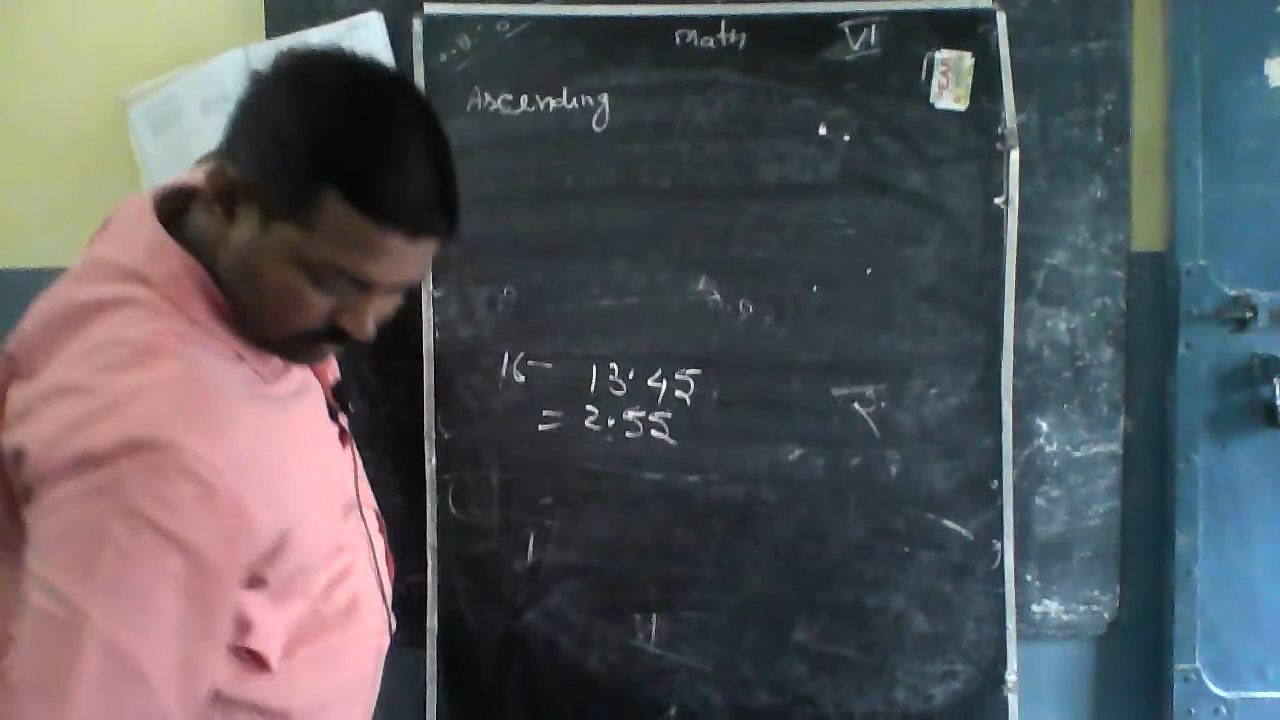 Math VI
Ascending
16 - 13.45
= 2.55